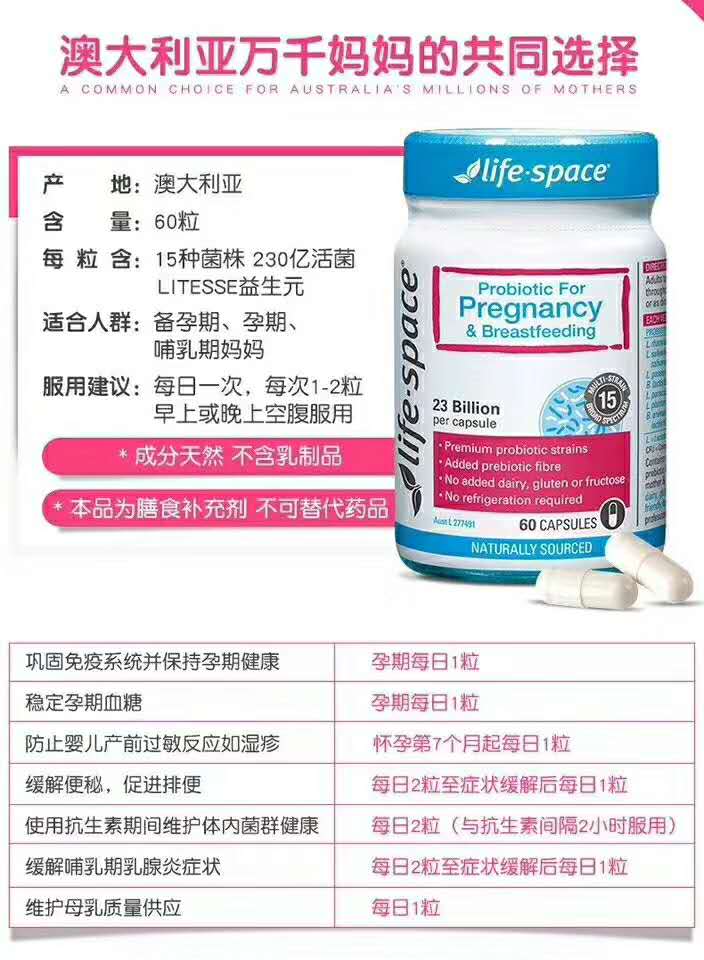 澳大利亚万千妈妈的共同选择
A COMMON CHOICE FOR AUSTRALIA'S MILLIONS OF MOTHERS
产 地：澳大利亚
含 量：60粒
每 粒 含：15种菌株 230亿活菌
LITESSE益生元
适合人群：备孕期、孕期、
哺乳期妈妈
服用建议：每日一次，每次1-2粒
早上或晚上空腹服用
* 成分天然 不含乳制品
* 本品为膳食补充剂 不可替代药品
life·space
life·space®
Probiotic For
Pregnancy
& Breastfeeding
23 Billion
per capsule
MULTI-STRAIN
15
BROAD SPECTRUM
• Premium probiotic strains
• Added prebiotic fibre
• No added dairy, gluten or fructose
• No refrigeration required
Aust L 277491
60 CAPSULES
NATURALLY SOURCED
巩固免疫系统并保持孕期健康 孕期每日1粒
稳定孕期血糖 孕期每日1粒
防止婴儿产前过敏反应如湿疹 怀孕第7个月起每日1粒
缓解便秘，促进排便 每日2粒至症状缓解后每日1粒
使用抗生素期间维护体内菌群健康 每日2粒（与抗生素间隔2小时服用）
缓解哺乳期乳腺炎症状 每日2粒至症状缓解后每日1粒
维护母乳质量供应 每日1粒